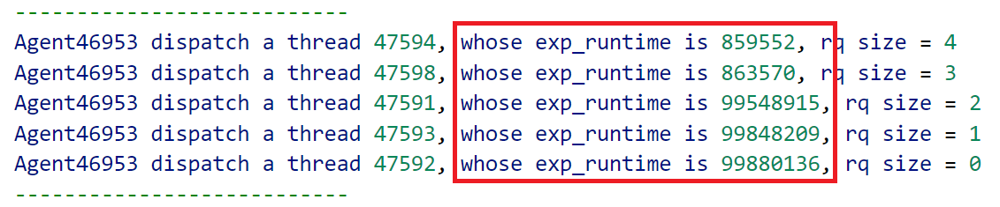 ---------------------------
Agent46953 dispatch a thread 47594, whose exp_runtime is 859552, rq size = 4
Agent46953 dispatch a thread 47598, whose exp_runtime is 863570, rq size = 3
Agent46953 dispatch a thread 47591, whose exp_runtime is 99548915, rq size = 2
Agent46953 dispatch a thread 47593, whose exp_runtime is 99848209, rq size = 1
Agent46953 dispatch a thread 47592, whose exp_runtime is 99880136, rq size = 0
---------------------------